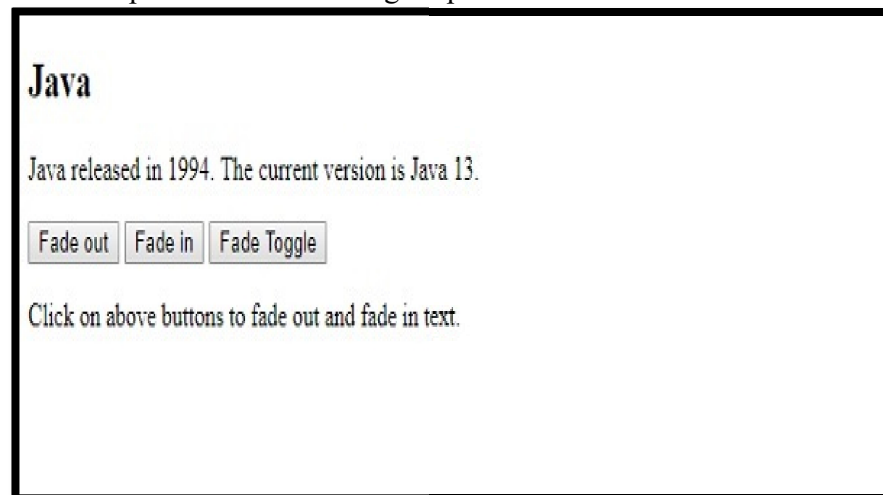 Java
Java released in 1994. The current version is Java 13.
Fade out Fade in Fade Toggle
Click on above buttons to fade out and fade in text.